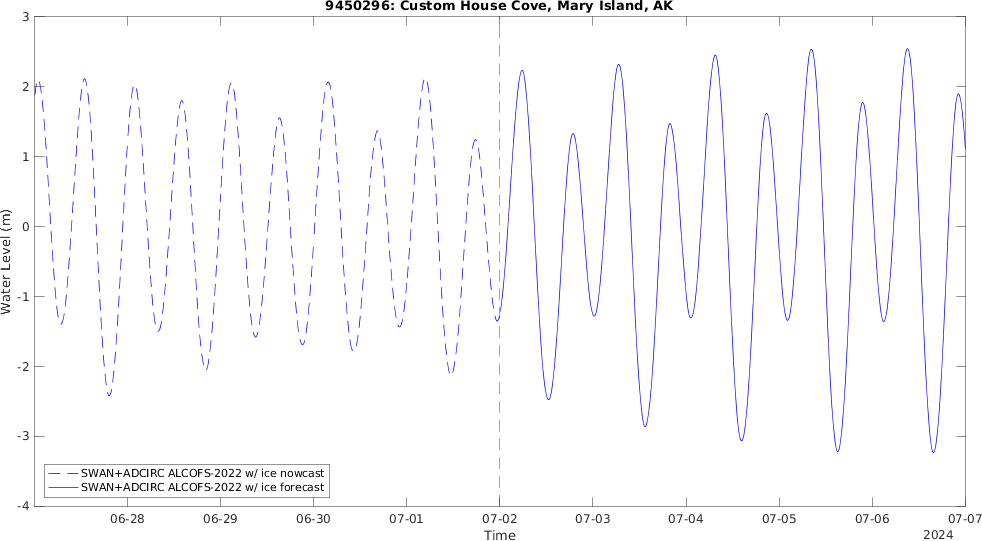 9450296: Custom House Cove, Mary Island, AK
3
2
1
0
-1
-2
-3
-4
Water Level (m)
SWAN+ADCIRC ALCOFS-2022 w/ ice nowcast
SWAN+ADCIRC ALCOFS-2022 w/ ice forecast
06-28 06-29 06-30 07-01 07-02 07-03 07-04 07-05 07-06 07-07
Time
2024